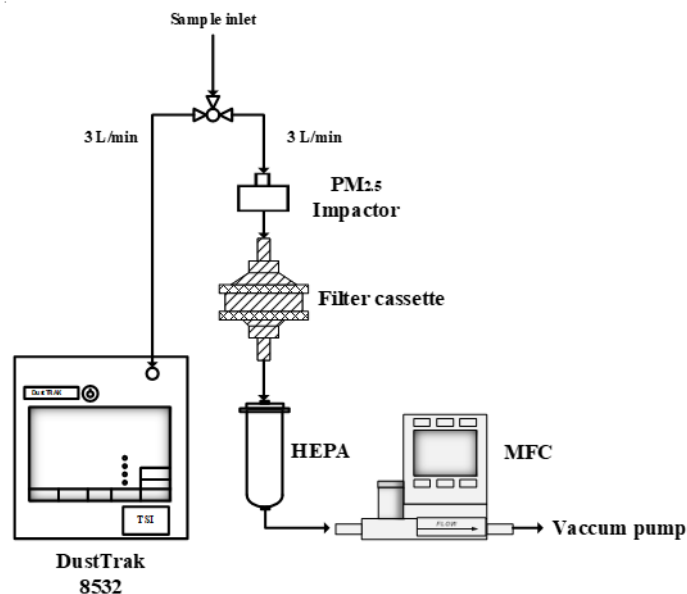 Sample inlet
3 L/min
3 L/min
PM2.5
Impactor
Filter cassette
DustTRAK
HEPA
MFC
TSI
FLOW
Vaccum pump
DustTrak
8532